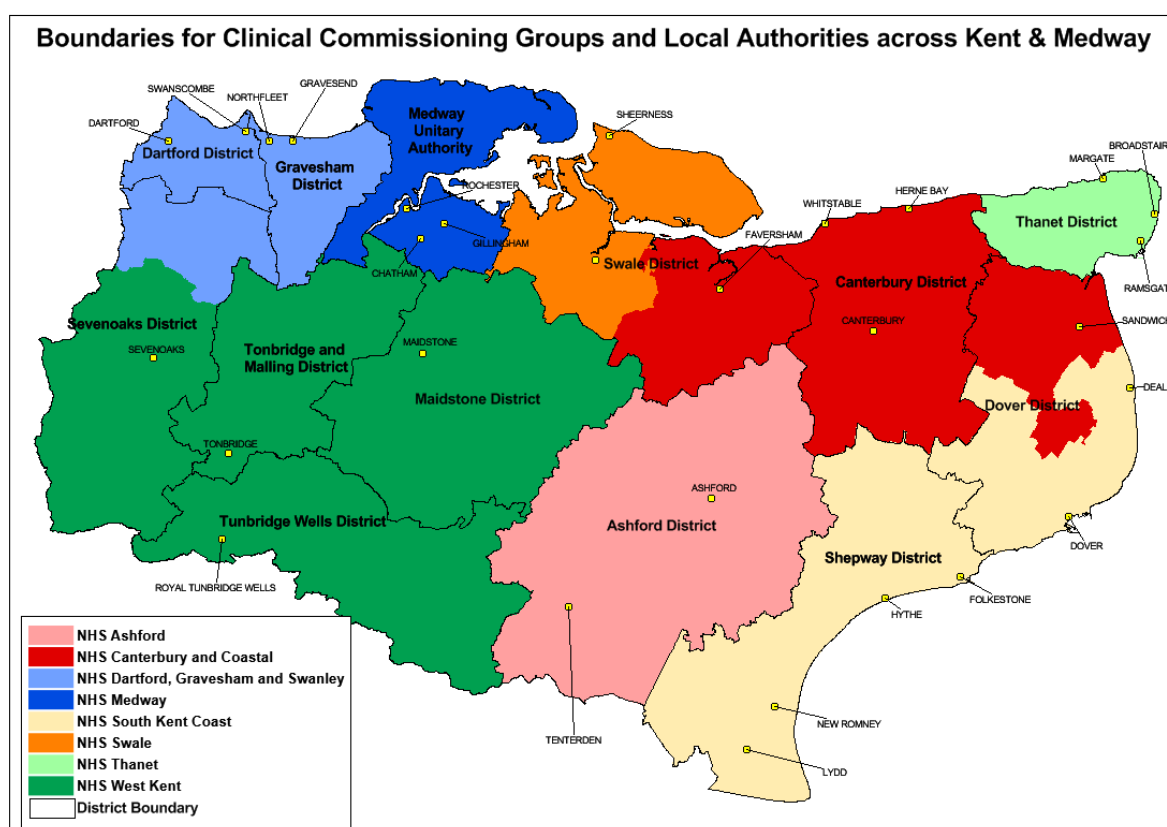 Boundaries for Clinical Commissioning Groups and Local Authorities across Kent & Medway
GRAVESEND
SWANSCOMBE
NORTHFLEET
DARTFORD
Dartford District
Gravesham
District
Medway
Unitary
Authority
SHEERNESS
ROCHESTER
GILLINGHAM
CHATHAM
BROADSTAIR
MARGATE
HERNE BAY
WHITSTABLE
Thanet District
FAVERSHAM
Swale District
Canterbury District
RAMSGAT
SANDWICH
CANTERBURY
Sevenoaks District
SEVENOAKS
Tonbridge and
Malling District
MAIDSTONE
Maidstone District
DEAL
Dover District
TONBRIDGE
ASHFORD
Ashford District
Tunbridge Wells District
ROYAL TUNBRIDGE WELLS
DOVER
Shepway District
FOLKESTONE
HYTHE
NEW ROMNEY
TENTERDEN
LYDD
NHS Ashford
NHS Canterbury and Coastal
NHS Dartford, Gravesham and Swanley
NHS Medway
NHS South Kent Coast
NHS Swale
NHS Thanet
NHS West Kent
District Boundary